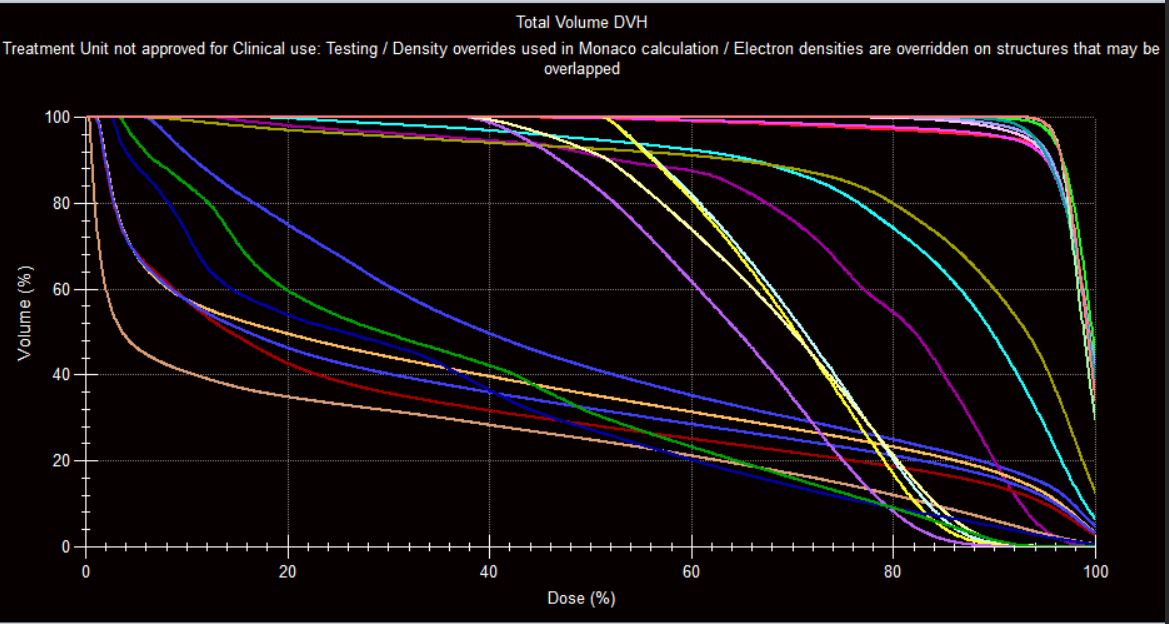 Total Volume DVH
Treatment Unit not approved for Clinical use: Testing / Density overrides used in Monaco calculation / Electron densities are overridden on structures that may be
overlapped
100
80
60
40
20
0
Volume (%)
0 20 40 60 80 100
Dose (%)